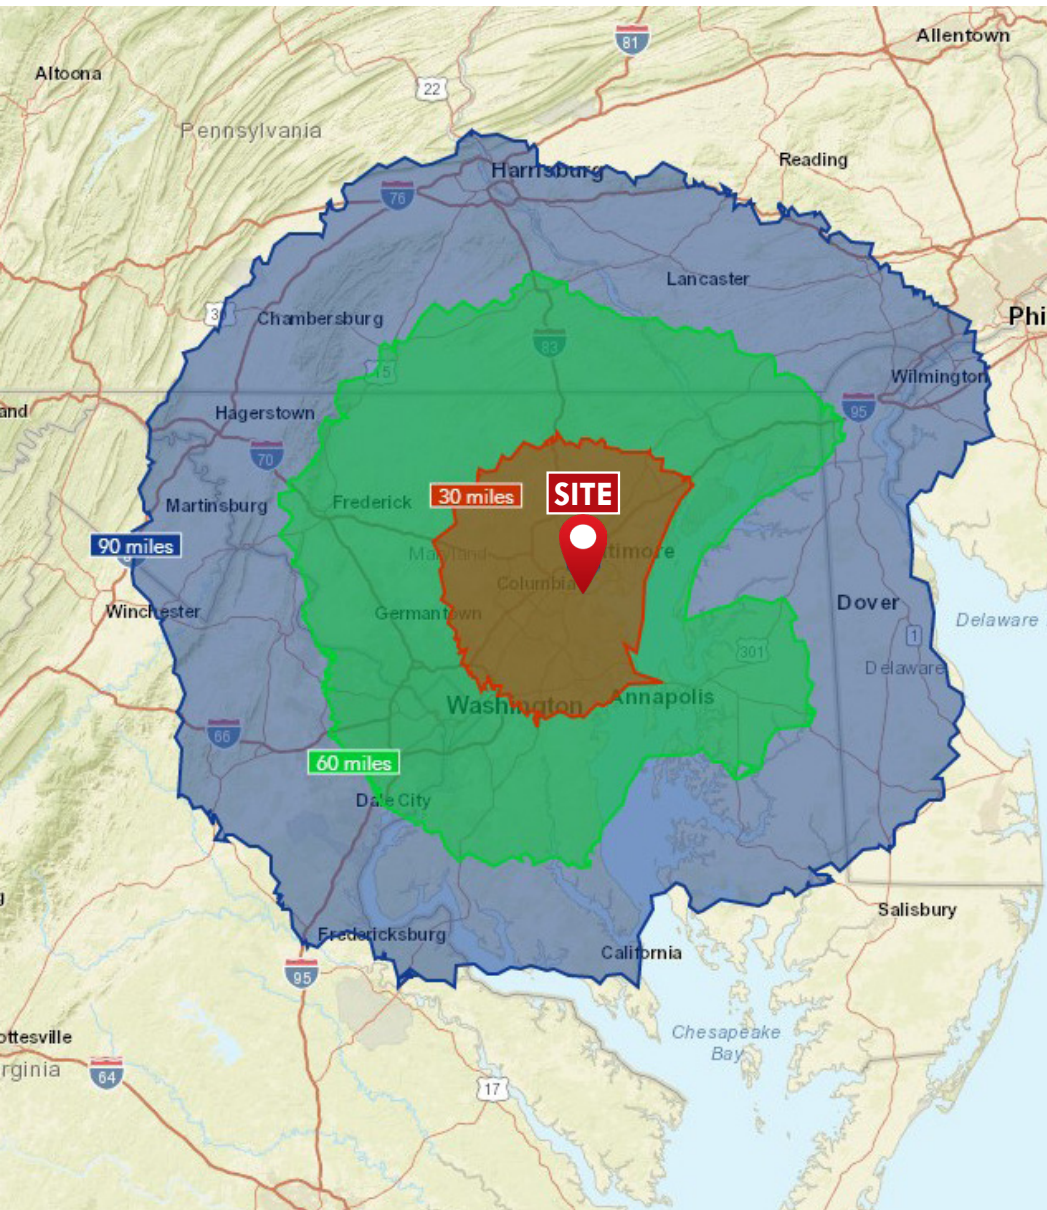 81
Allentown
Altoona
22
Pennsylvania
Reading
Harrisburg
76
Lancaster
Chambersburg
Phi
83
15
Wilmington
and
Hagerstown
95
70
SITE
30 miles
Frederick
Martinsburg
90 miles
Maryland
timore
Columbia
Winchester
Germantown
Dover
Delaware
1
301
Delaware
Washington
Annapolis
66
60 miles
Dale City
Salisbury
Fredericksburg
California
95
Chesapeake
Bay
ottesville
rginia
64
17